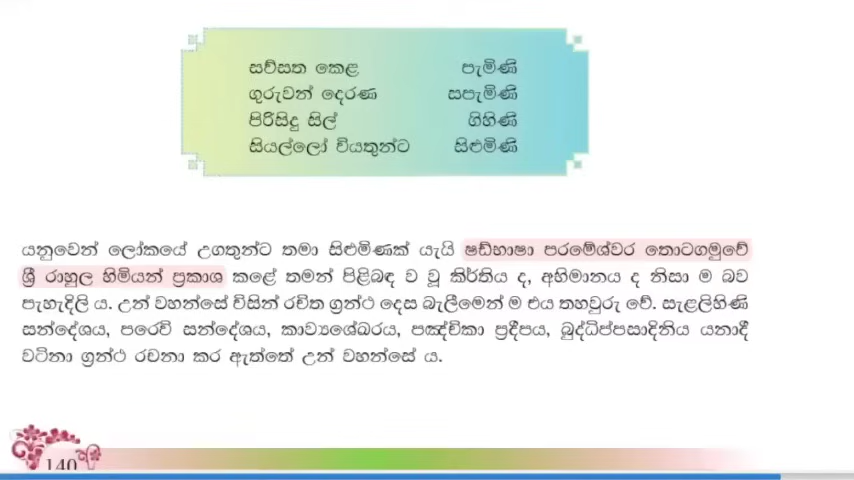 සව්සත කෙළ පැමිණි
ගුරුවන් දෙරණ සපැමිණි
පිරිසිදු සිල් ගිහිණි
සියල්ලෝ වියතුන්ට සිළුමිණි
යනුවෙන් ලෝකයේ උගතුන්ට තමා සිළුමිණක් යැයි ෂඩ්භාෂා පරමේශ්වර තොටගමුවේ
ශ්‍රී රාහුල හිමියන් ප්‍රකාශ කළේ තමන් පිළිබඳ ව වූ කීර්තිය ද, අභිමානය ද නිසා ම බව
පැහැදිලි ය. උන් වහන්සේ විසින් රචිත ග්‍රන්ථ දෙස බැලීමෙන් ම එය තහවුරු වේ. සැළලිහිණි
සන්දේශය, පරෙවි සන්දේශය, කාව්‍යශේඛරය, පඤ්චිකා ප්‍රදීපය, බුද්ධිප්පසාදිනිය යනාදී
වටිනා ග්‍රන්ථ රචනා කර ඇත්තේ උන් වහන්සේ ය.
140